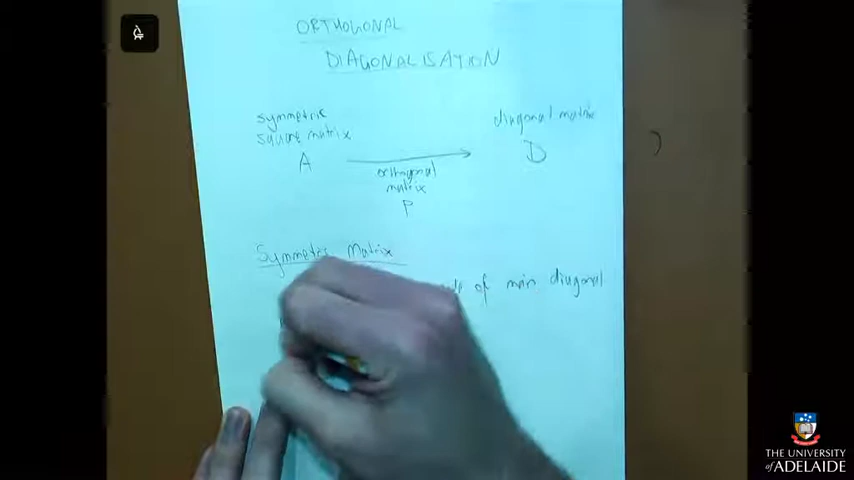 ORTHOGONAL
DIAGONALISATION
symmetric
square matrix
diagonal matrix
A
D
orthogonal
matrix
P
Symmetric Matrix
of main diagonal
THE UNIVERSITY
of ADELAIDE